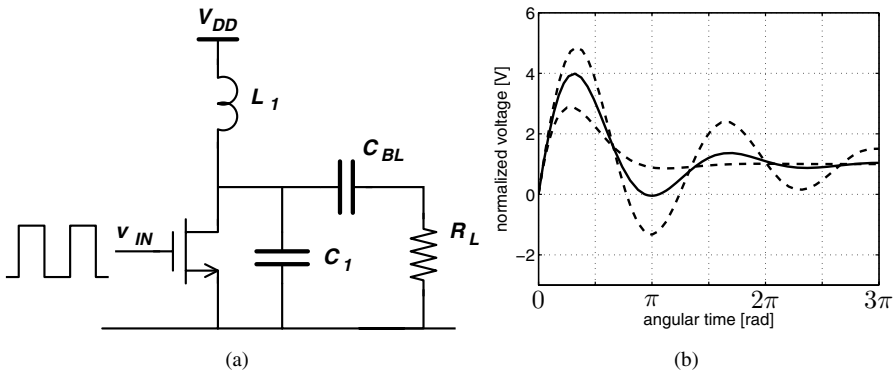 V_DD
L_1
C_BL
v_IN
C_1
R_L
(a)
normalized voltage [V]
6
4
2
0
−2
0
π
2π
3π
angular time [rad]
(b)